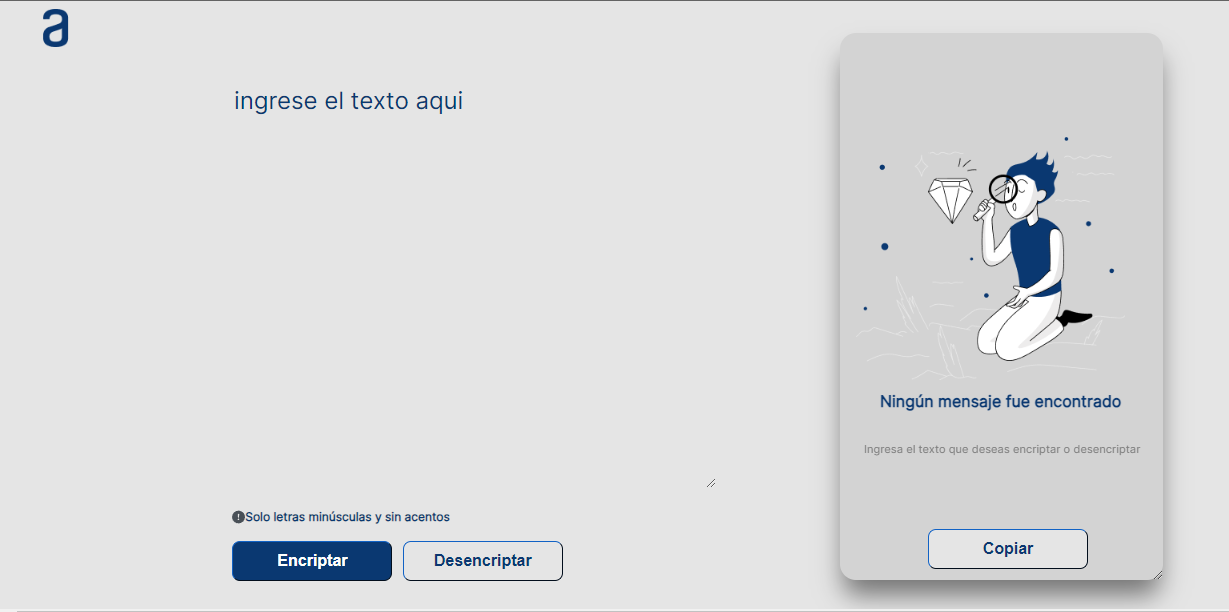 a
ingrese el texto aqui
Solo letras minúsculas y sin acentos
Encriptar
Desencriptar
Ningún mensaje fue encontrado
Ingresa el texto que deseas encriptar o desencriptar
Copiar